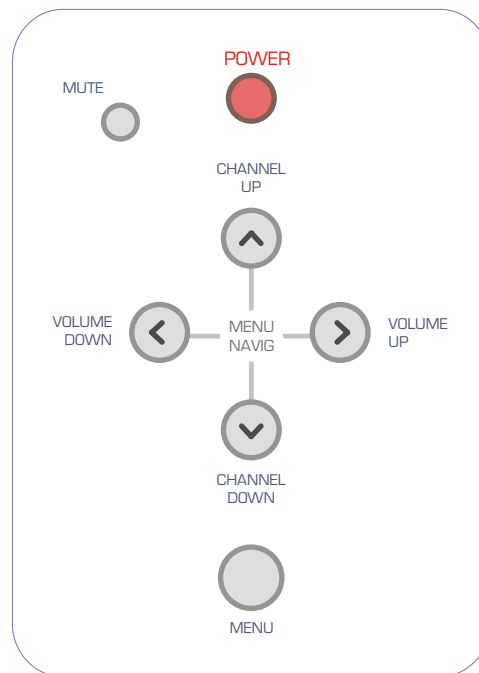 POWER
MUTE
CHANNEL
UP
VOLUME
DOWN
MENU
NAVIG
VOLUME
UP
CHANNEL
DOWN
MENU